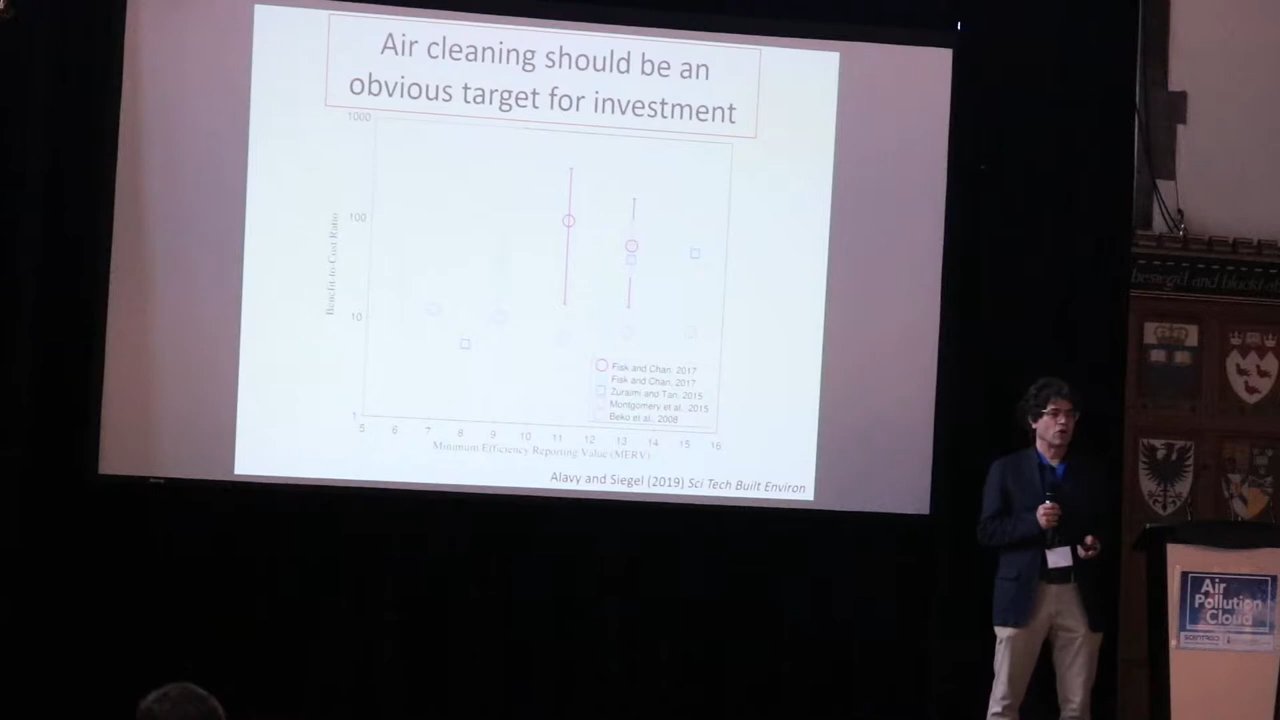 Air cleaning should be an
obvious target for investment
1000
100
10
1
Benefit-to-Cost Ratio
5 6 7 8 9 10 11 12 13 14 15 16
Minimum Efficiency Reporting Value (MERV)
Fisk and Chan, 2017
Fisk and Chan, 2017
Zuraimi and Tan, 2015
Montgomery et al., 2015
Bekö et al., 2008
Alavy and Siegel (2019) Sci Tech Built Environ
besieg'd and
Air
Pollution
Cloud